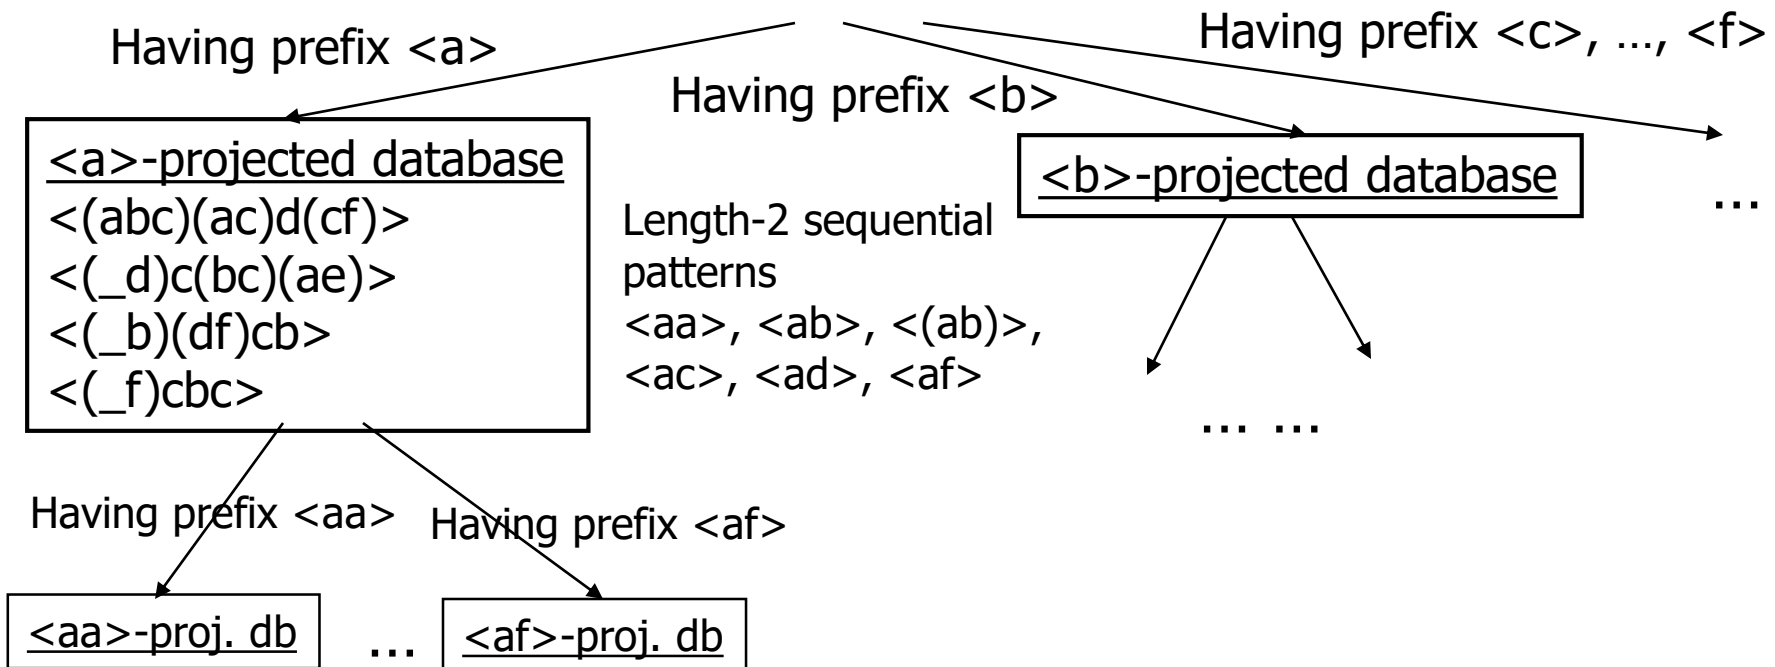 Having prefix <a>
Having prefix <c>, ..., <f>
Having prefix <b>
<a>-projected database
<(abc)(ac)d(cf)>
<(_d)c(bc)(ae)>
<(_b)(df)cb>
<(_f)cbc>
Length-2 sequential
patterns
<aa>, <ab>, <(ab)>,
<ac>, <ad>, <af>
<b>-projected database
...
... ...
Having prefix <aa>
Having prefix <af>
<aa>-proj. db
...
<af>-proj. db